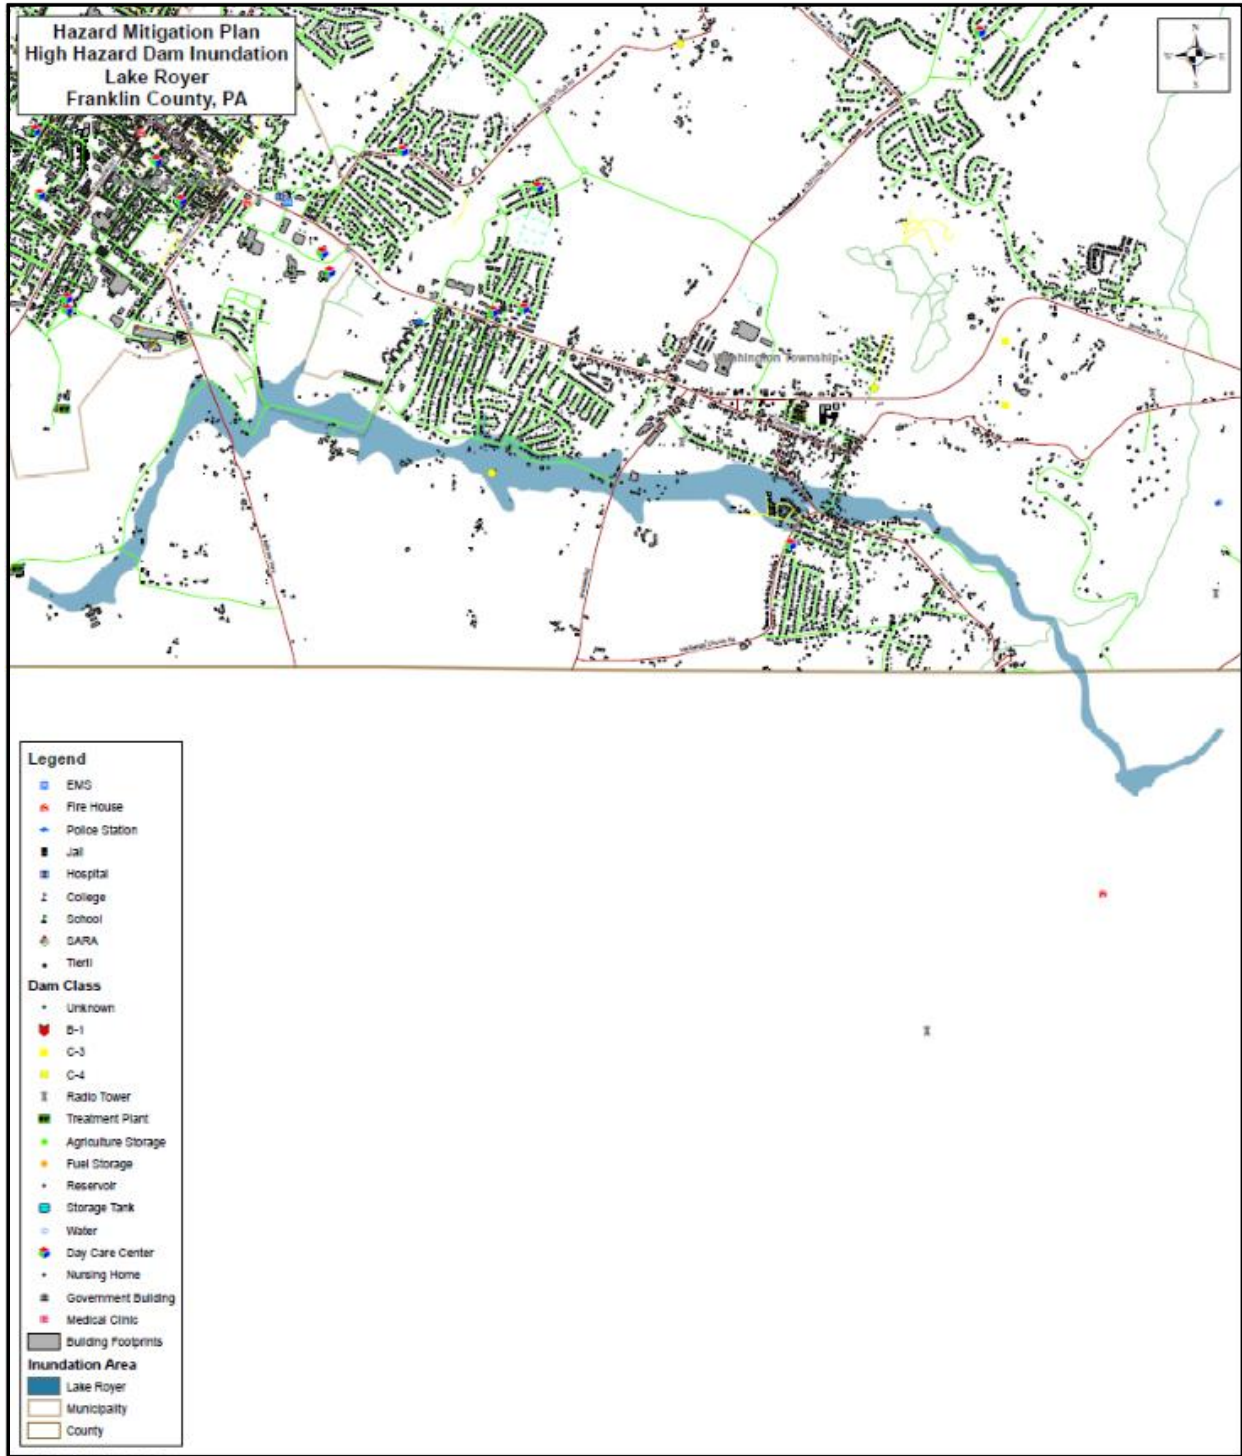 Hazard Mitigation Plan
High Hazard Dam Inundation
Lake Royer
Franklin County, PA
N
W
E
S
Washington Township
Legend
EMS
Fire House
Police Station
Jail
Hospital
College
School
SARA
TierII
Dam Class
Unknown
B-1
C-3
C-4
Radio Tower
Treatment Plant
Agriculture Storage
Fuel Storage
Reservoir
Storage Tank
Water
Day Care Center
Nursing Home
Government Building
Medical Clinic
Building Footprints
Inundation Area
Lake Royer
Municipality
County